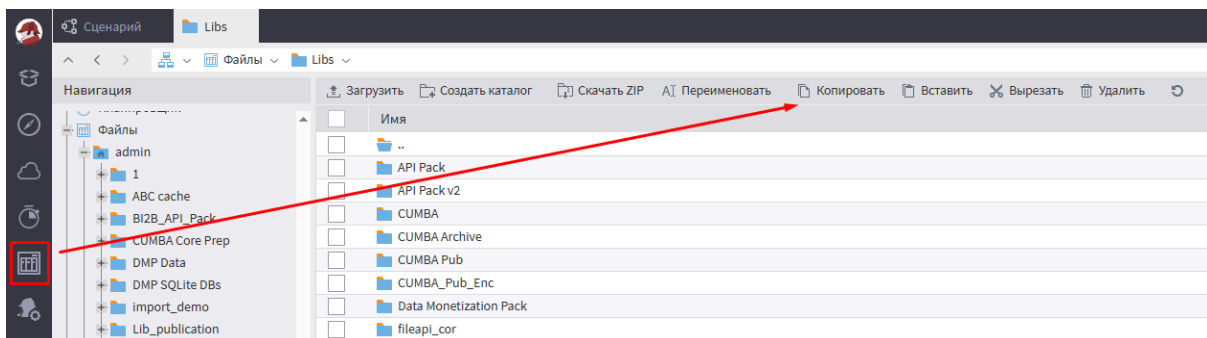 Сценарий Libs
Файлы Libs
Навигация
Загрузить Создать каталог Скачать ZIP Переименовать Копировать Вставить Вырезать Удалить
Файлы
admin
1
ABC cache
BI2B_API_Pack
CUMBA Core Prep
DMP Data
DMP SQLite DBs
import_demo
Lib_publication
Имя
..
API Pack
API Pack v2
CUMBA
CUMBA Archive
CUMBA Pub
CUMBA_Pub_Enc
Data Monetization Pack
fileapi_cor